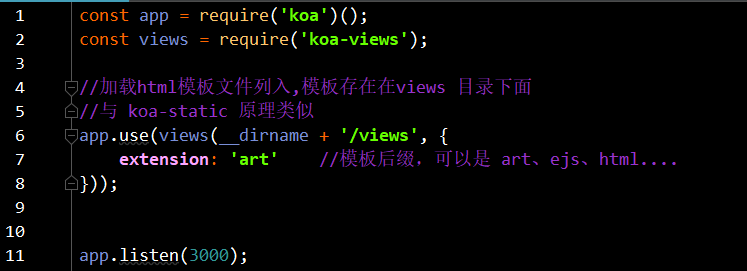 1 const app = require('koa')();
2 const views = require('koa-views');
3
4 //加载html模板文件列入,模板存在在views 目录下面
5 //与 koa-static 原理类似
6 app.use(views(__dirname + '/views', {
7 extension: 'art' //模板后缀，可以是 art、ejs、html....
8 }));
9
10
11 app.listen(3000);